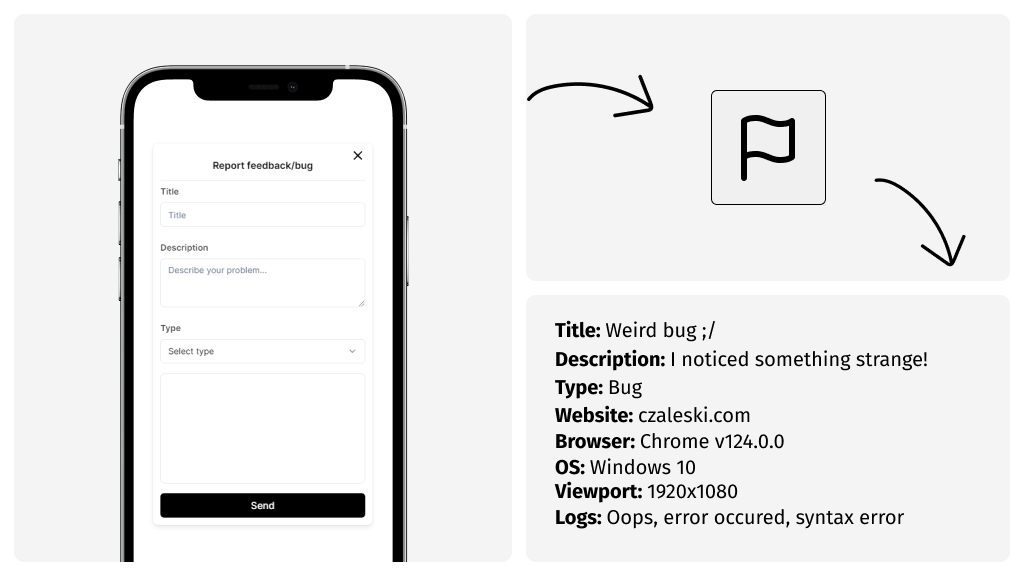 Report feedback/bug
Title
Title
Description
Describe your problem...
Type
Select type
Send
Title: Weird bug ;/
Description: I noticed something strange!
Type: Bug
Website: czaleski.com
Browser: Chrome v124.0.0
OS: Windows 10
Viewport: 1920x1080
Logs: Oops, error occured, syntax error